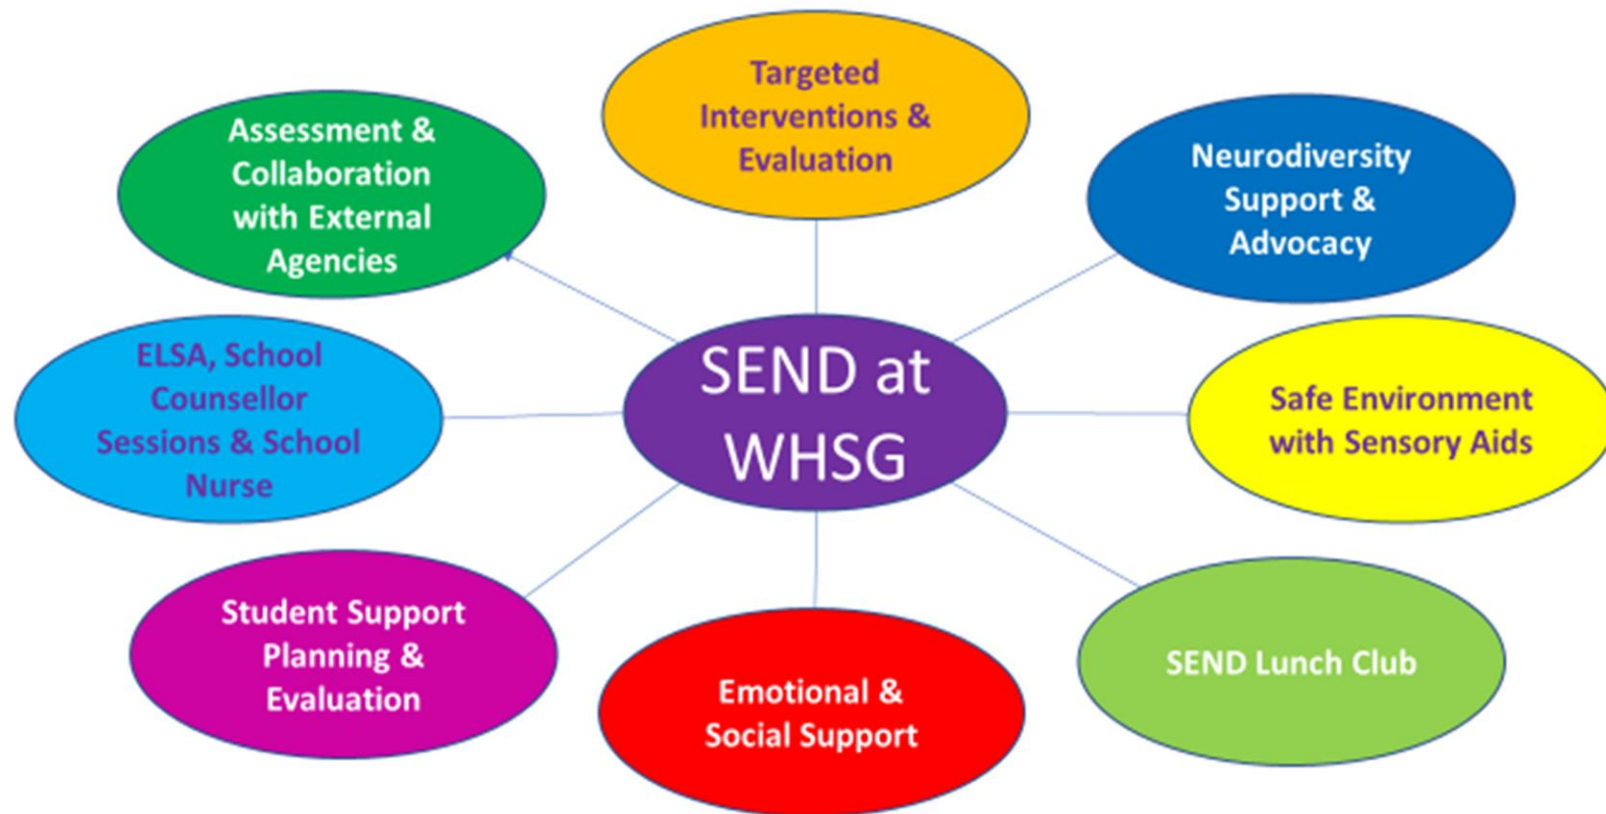 Targeted
Interventions &
Evaluation
Assessment &
Collaboration
with External
Agencies
Neurodiversity
Support &
Advocacy
ELSA, School
Counsellor
Sessions & School
Nurse
SEND at
WHSG
Safe Environment
with Sensory Aids
Student Support
Planning &
Evaluation
Emotional &
Social Support
SEND Lunch Club